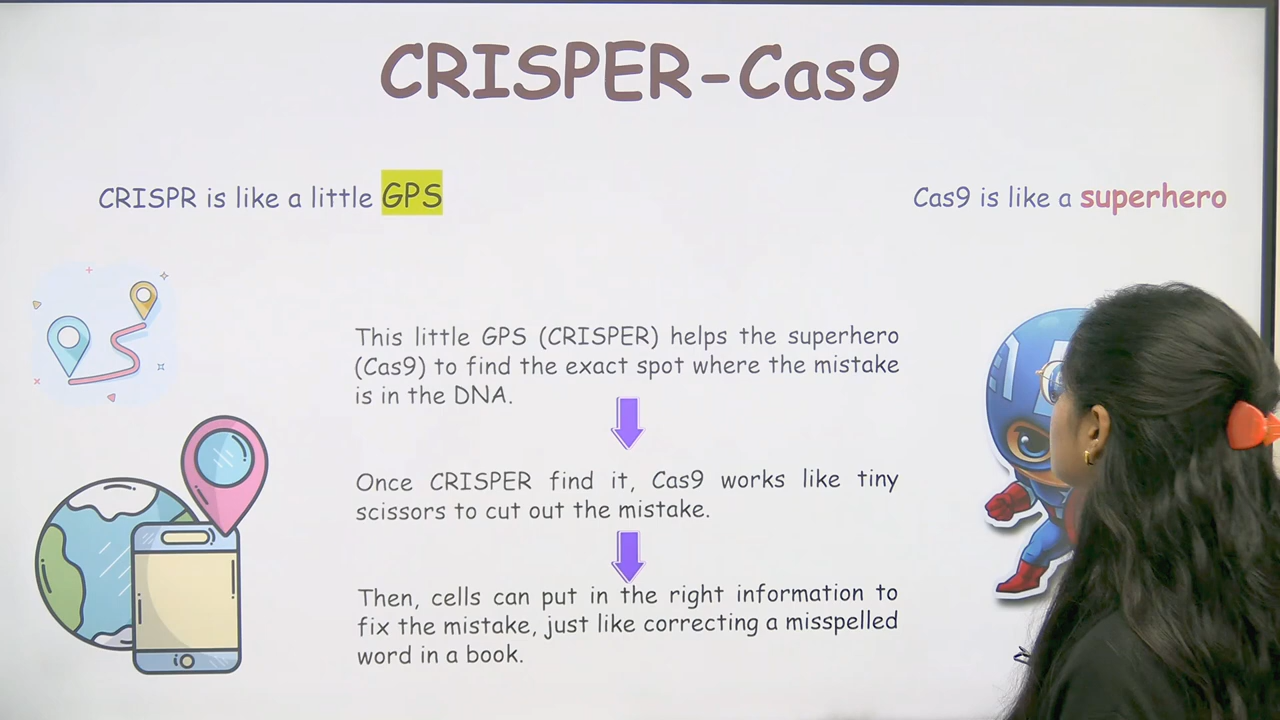 CRISPER-Cas9
CRISPR is like a little GPS
Cas9 is like a superhero
This little GPS (CRISPER) helps the superhero
(Cas9) to find the exact spot where the mistake
is in the DNA.
Once CRISPER find it, Cas9 works like tiny
scissors to cut out the mistake.
Then, cells can put in the right information to
fix the mistake, just like correcting a misspelled
word in a book.